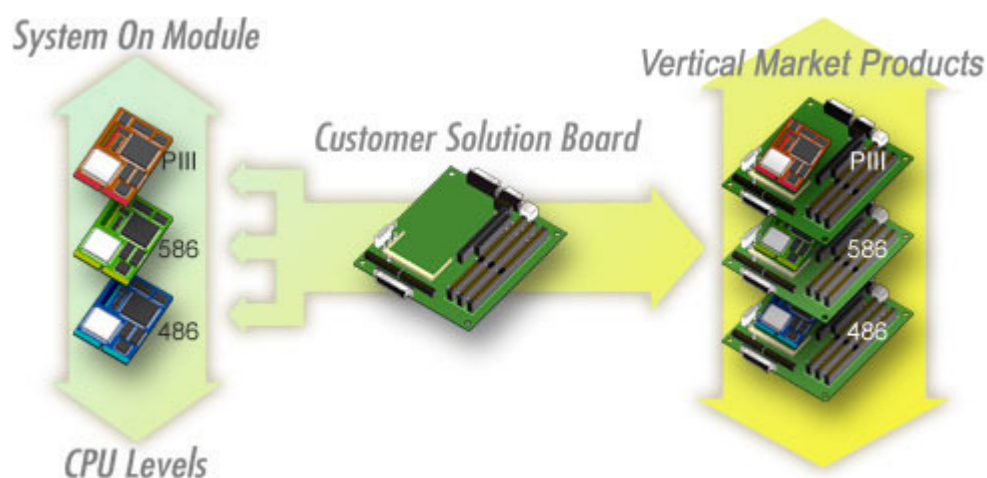 System On Module
PIII
586
486
CPU Levels
Customer Solution Board
Vertical Market Products
PIII
586
486